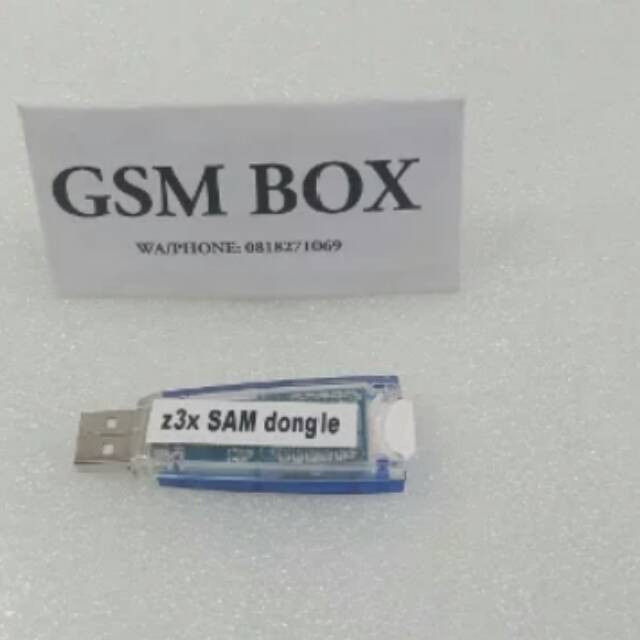 GSM BOX
WA/PHONE: 0818271069
z3x SAM dongle